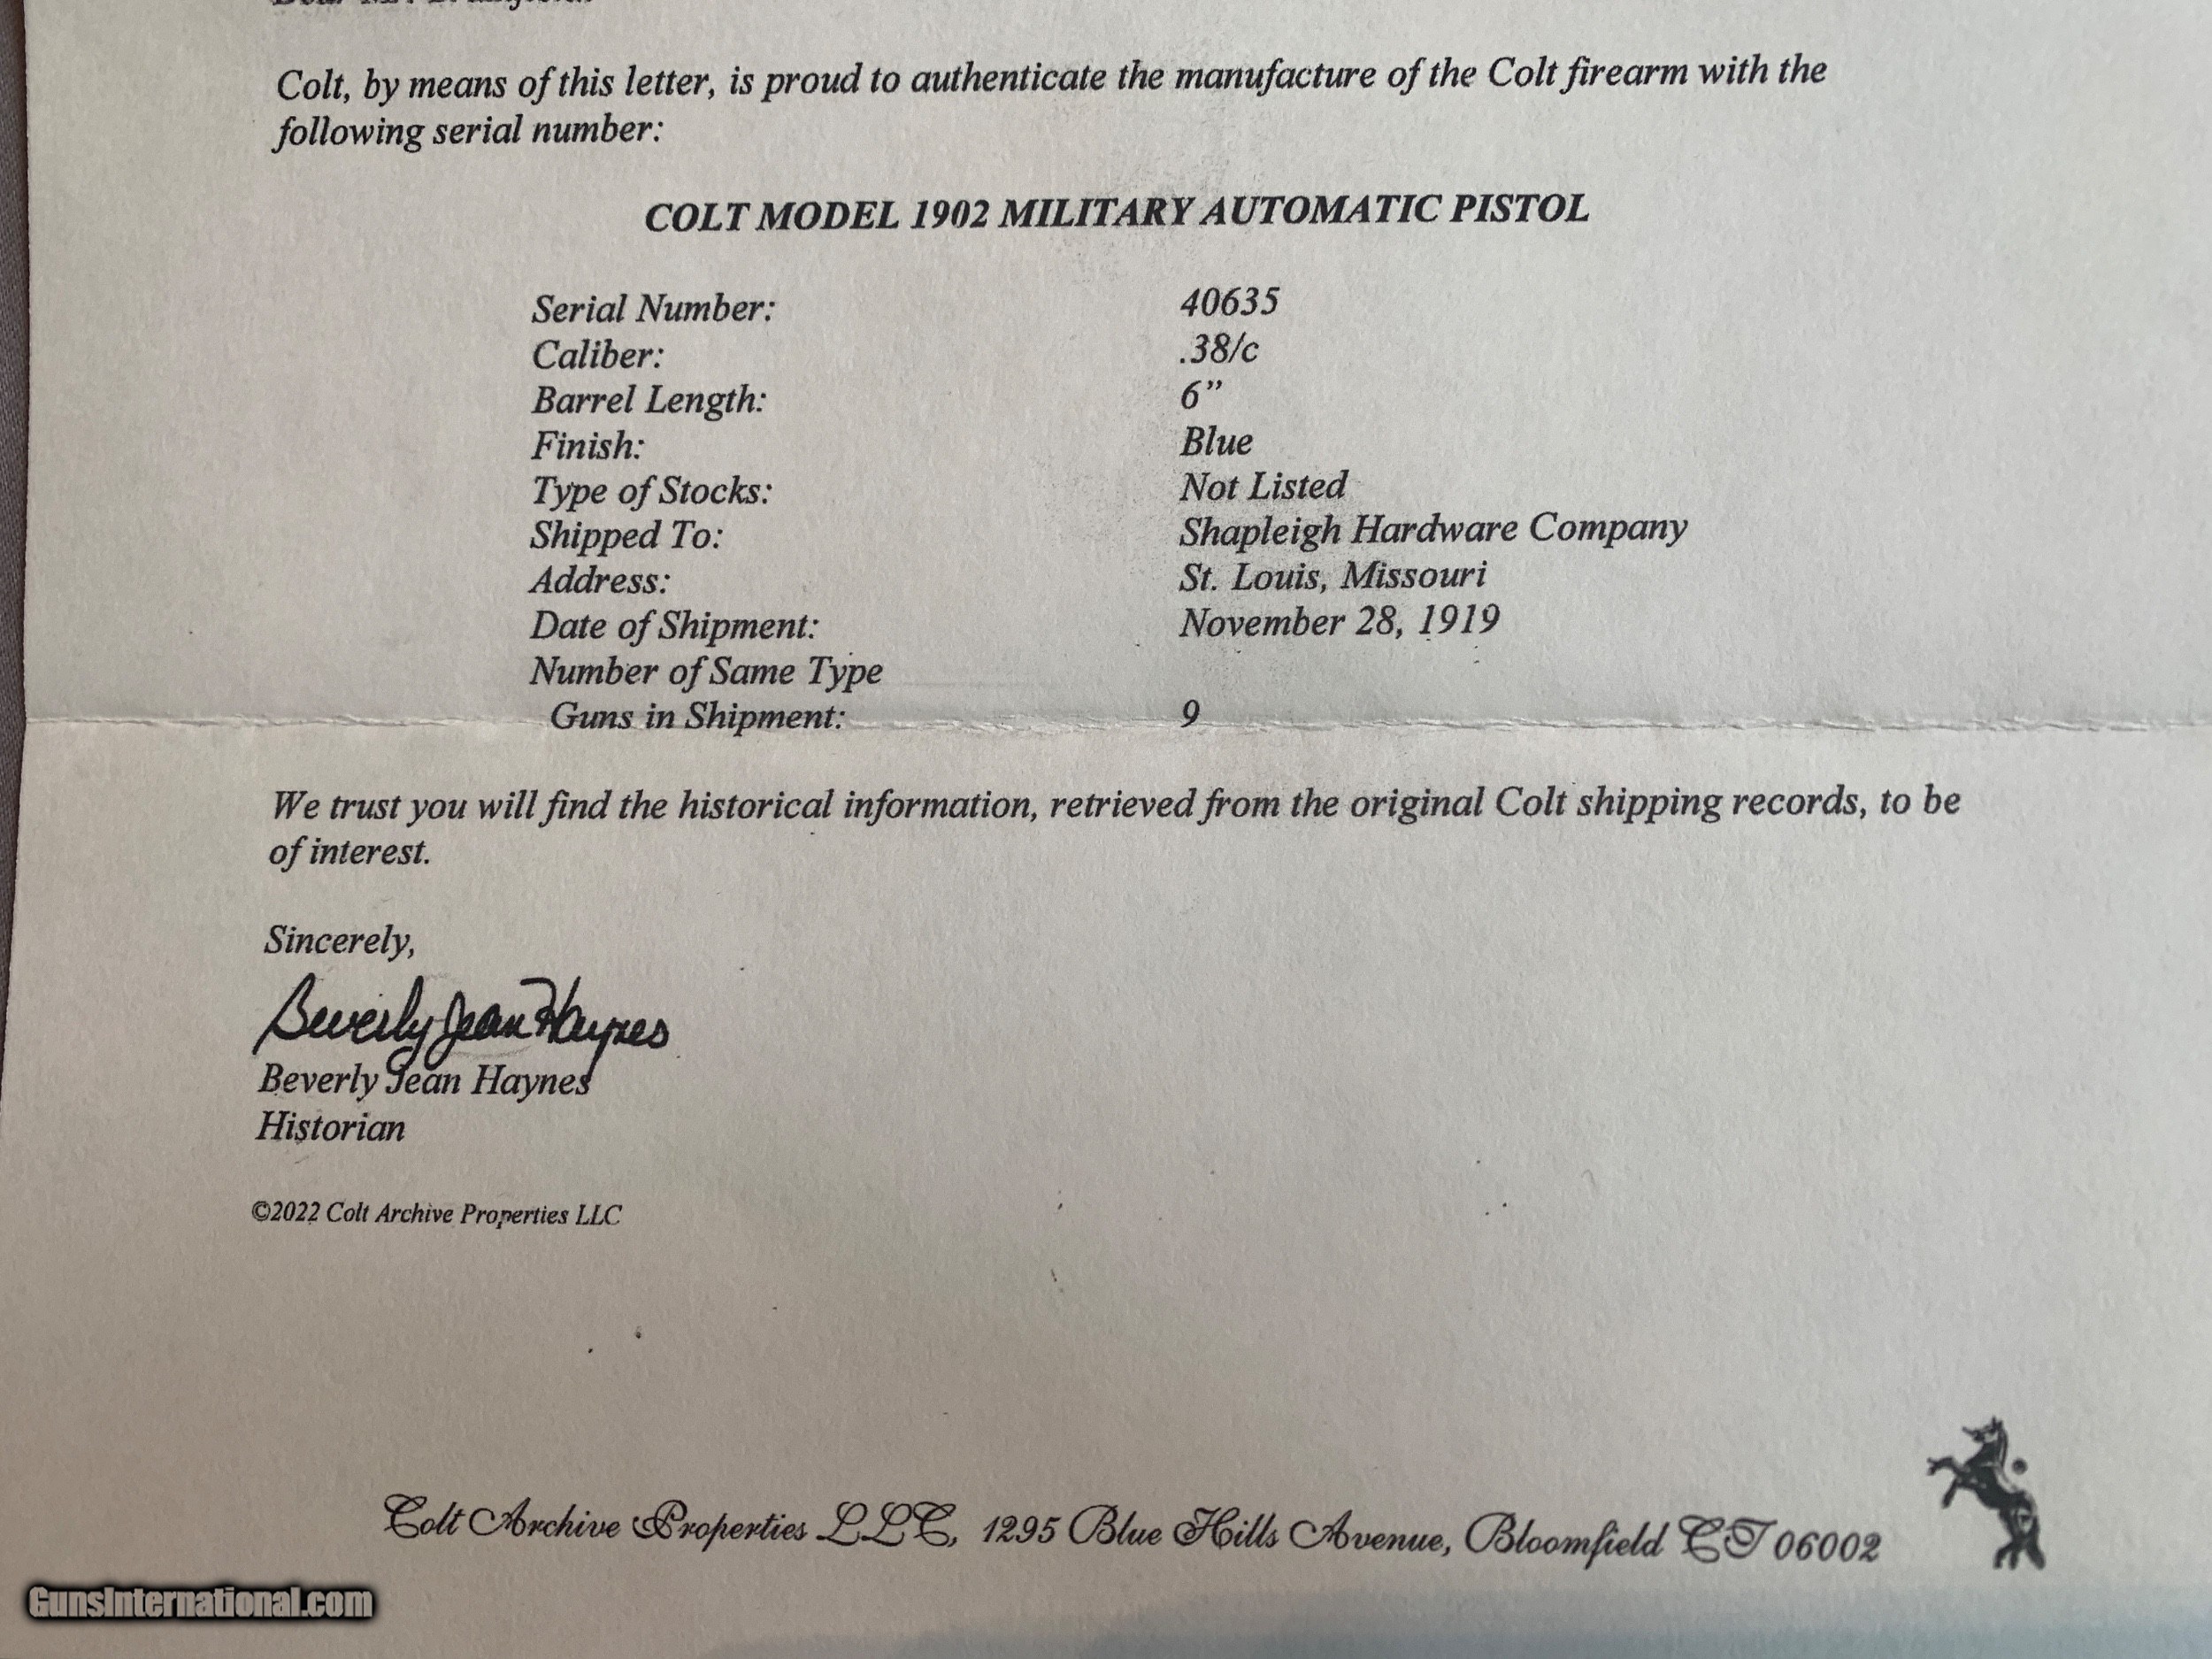 Colt, by means of this letter, is proud to authenticate the manufacture of the Colt firearm with the
following serial number:
COLT MODEL 1902 MILITARY AUTOMATIC PISTOL
Serial Number: 40635
Caliber: .38/c
Barrel Length: 6”
Finish: Blue
Type of Stocks: Not Listed
Shipped To: Shapleigh Hardware Company
Address: St. Louis, Missouri
Date of Shipment: November 28, 1919
Number of Same Type
Guns in Shipment: 9
We trust you will find the historical information, retrieved from the original Colt shipping records, to be
of interest.
Sincerely,
Beverly Jean Haynes
Beverly Jean Haynes
Historian
©2022 Colt Archive Properties LLC
Colt Archive Properties LLC, 1295 Blue Hills Avenue, Bloomfield CT 06002
GunsInternational.com